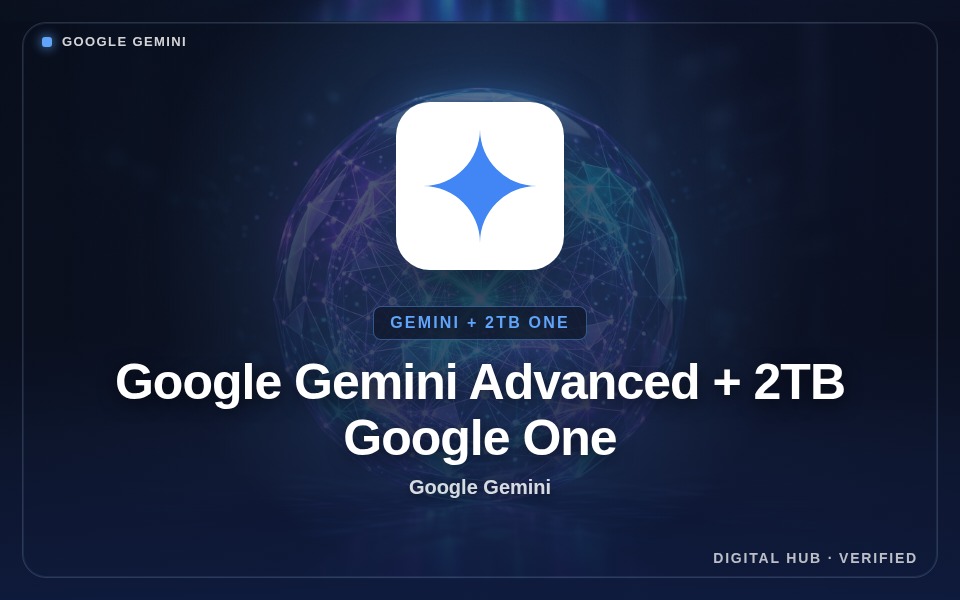 GOOGLE GEMINI
GEMINI + 2TB ONE
Google Gemini Advanced + 2TB
Google One
Google Gemini
DIGITAL HUB · VERIFIED